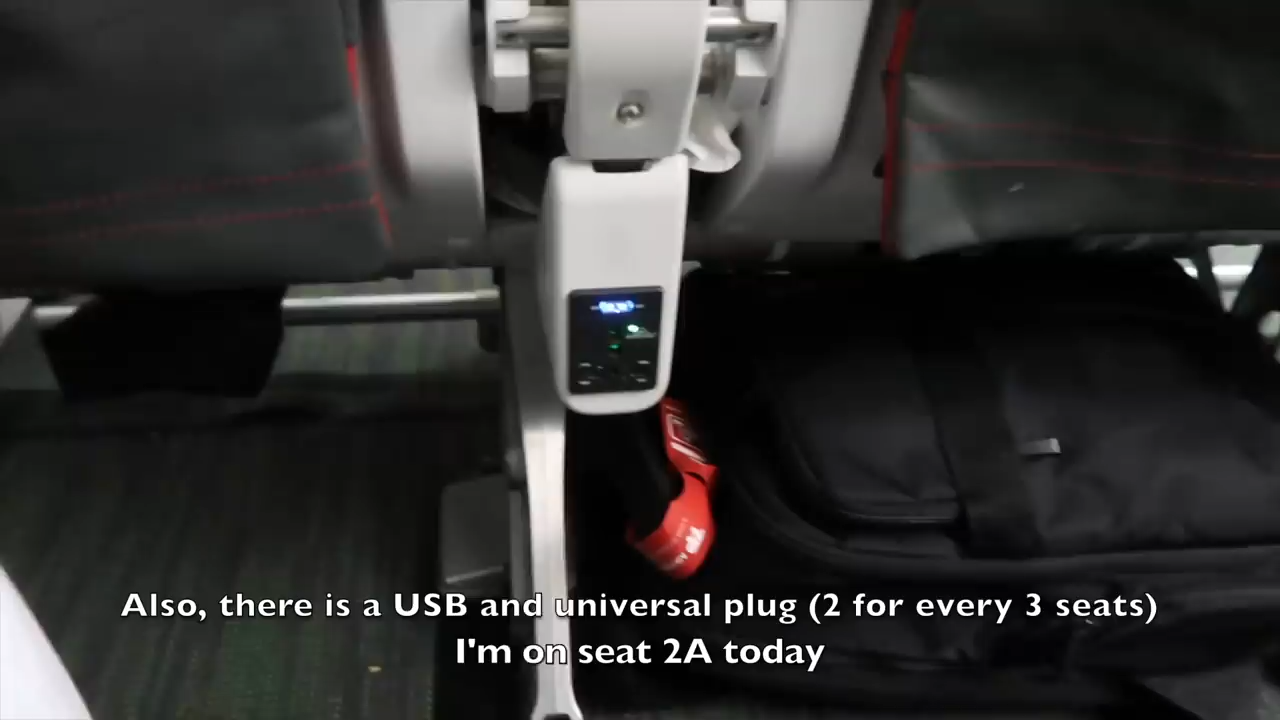 Also, there is a USB and universal plug (2 for every 3 seats)
I'm on seat 2A today